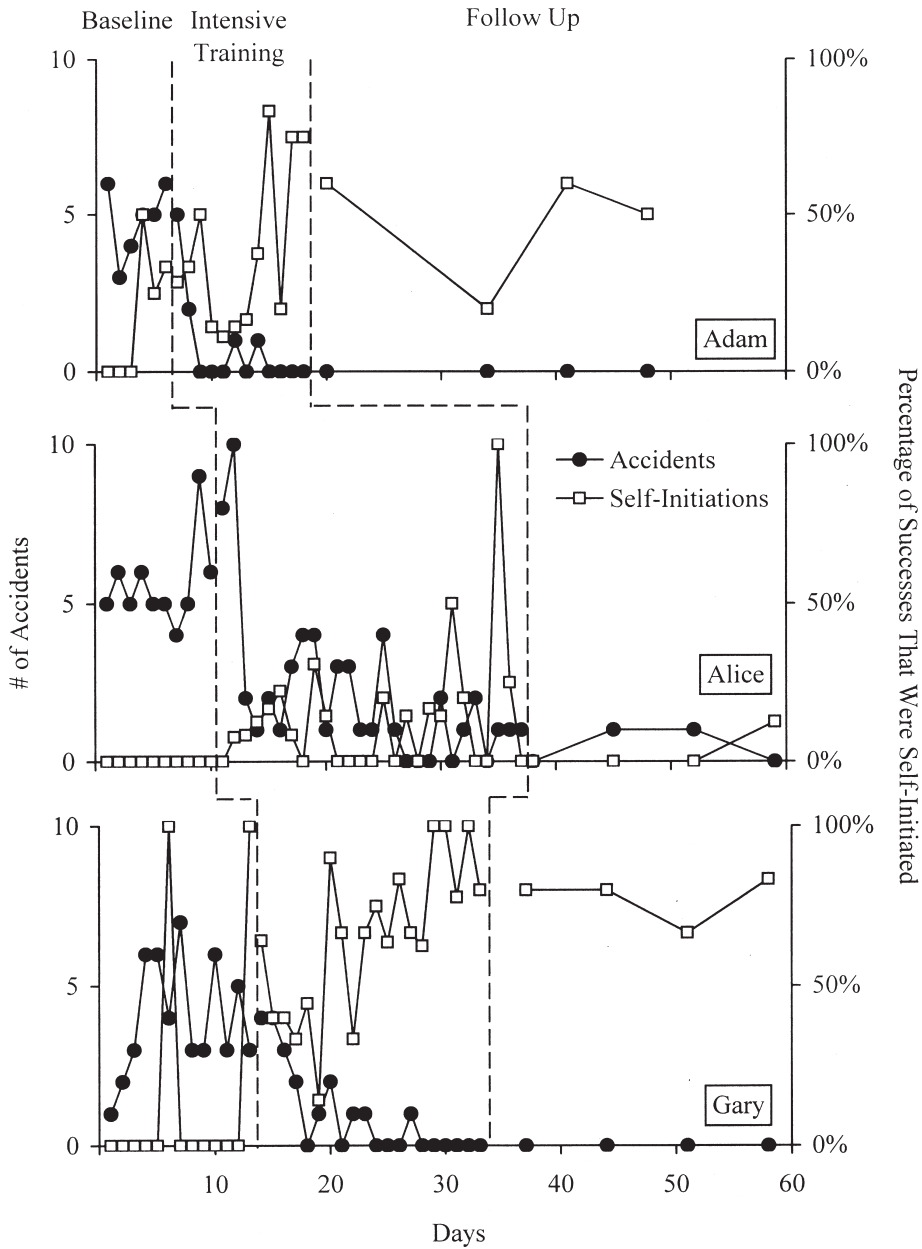 Baseline
Intensive
Training
Follow Up
10
5
0
100%
50%
0%
Adam
10
5
0
Accidents
Self-Initiations
100%
50%
0%
Alice
10
5
0
100%
50%
0%
Gary
# of Accidents
Percentage of Successes That Were Self-Initiated
10
20
30
40
50
60
Days